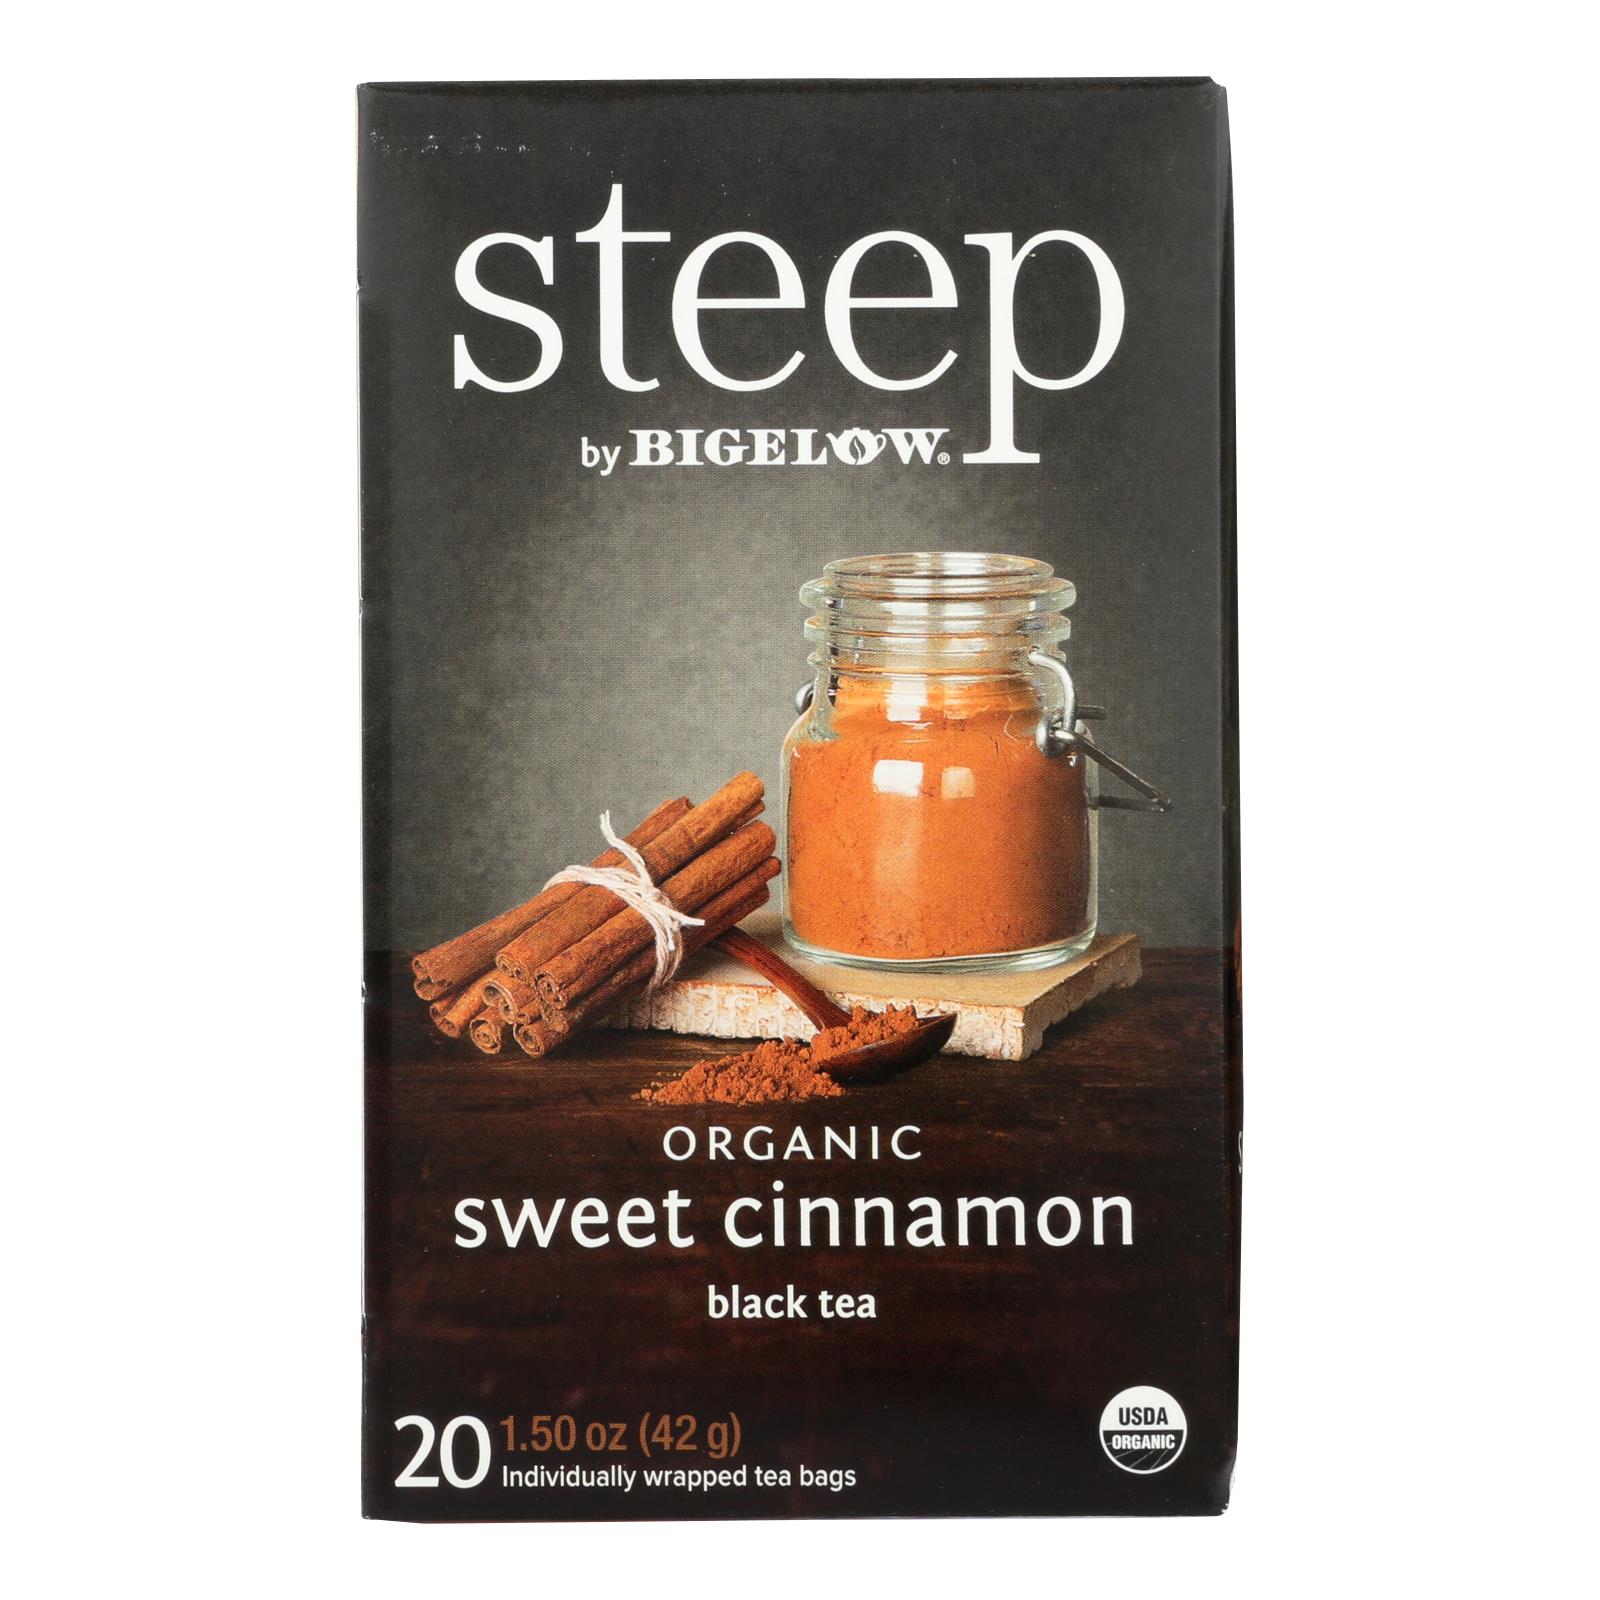 steep
by BIGELOW®
ORGANIC
sweet cinnamon
black tea
20 1.50 oz (42 g)
Individually wrapped tea bags
USDA
ORGANIC